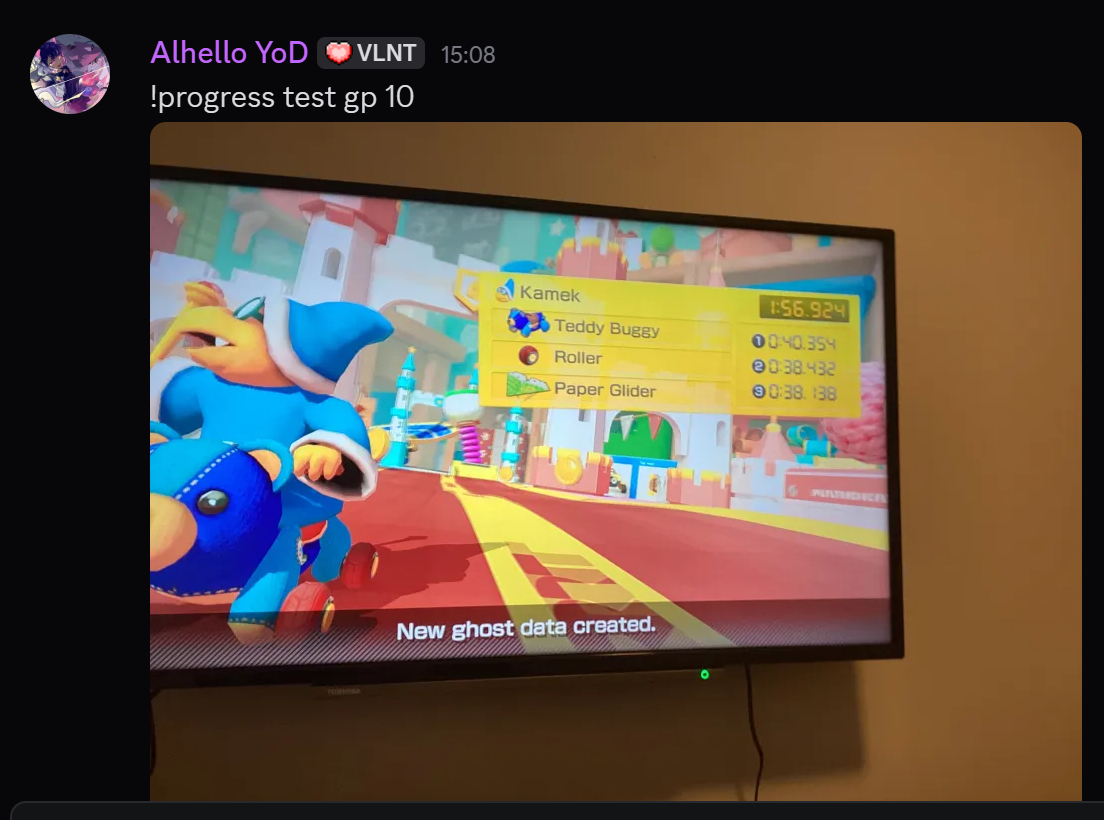 Alhello YoD VLNT 15:08
!progress test gp 10
Kamek 1:56.924
Teddy Buggy
Roller
Paper Glider
1 0:40.354
2 0:38.432
3 0:38.138
New ghost data created.
TOSHIBA